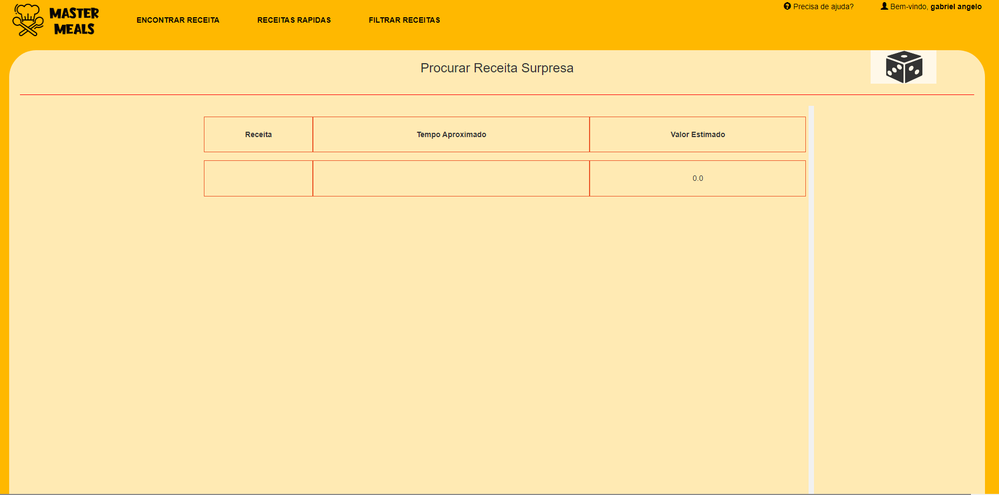 MASTER
MEALS
ENCONTRAR RECEITA
RECEITAS RAPIDAS
FILTRAR RECEITAS
Precisa de ajuda?
Bem-vindo, gabriel angelo
Procurar Receita Surpresa
Receita
Tempo Aproximado
Valor Estimado
0.0